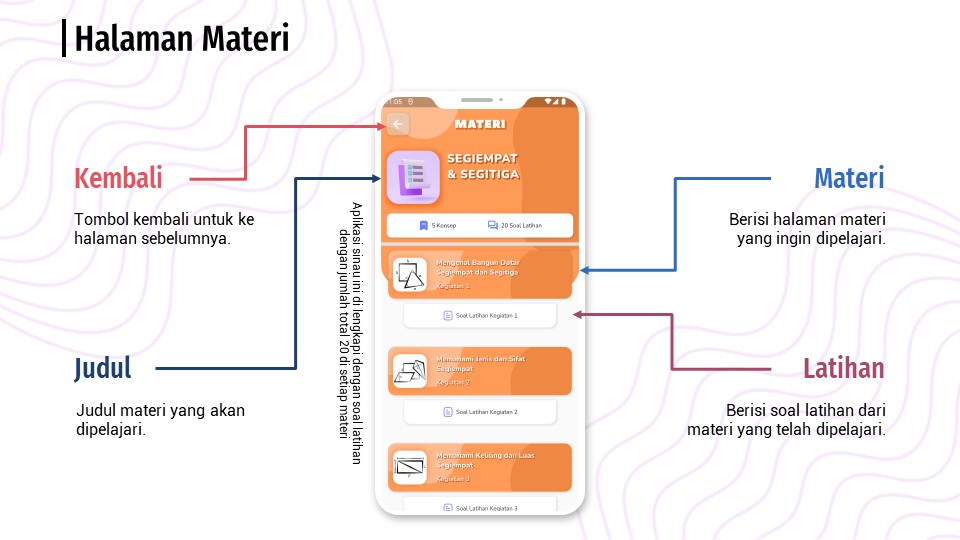 Halaman Materi
Kembali
Tombol kembali untuk ke
halaman sebelumnya.
Judul
Judul materi yang akan
dipelajari.
Aplikasi sinau ini di lengkapi dengan soal latihan
dengan jumlah total 20 di setiap materi
11:05
MATERI
SEGIEMPAT
& SEGITIGA
5 Konsep
20 Soal Latihan
Mengenal Bangun Datar
Segiempat dan Segitiga
Kegiatan 1
Soal Latihan Kegiatan 1
Memahami Jenis dan Sifat
Segiempat
Kegiatan 2
Soal Latihan Kegiatan 2
Memahami Keliling dan Luas
Segiempat
Kegiatan 3
Soal Latihan Kegiatan 3
Materi
Berisi halaman materi
yang ingin dipelajari.
Latihan
Berisi soal latihan dari
materi yang telah dipelajari.